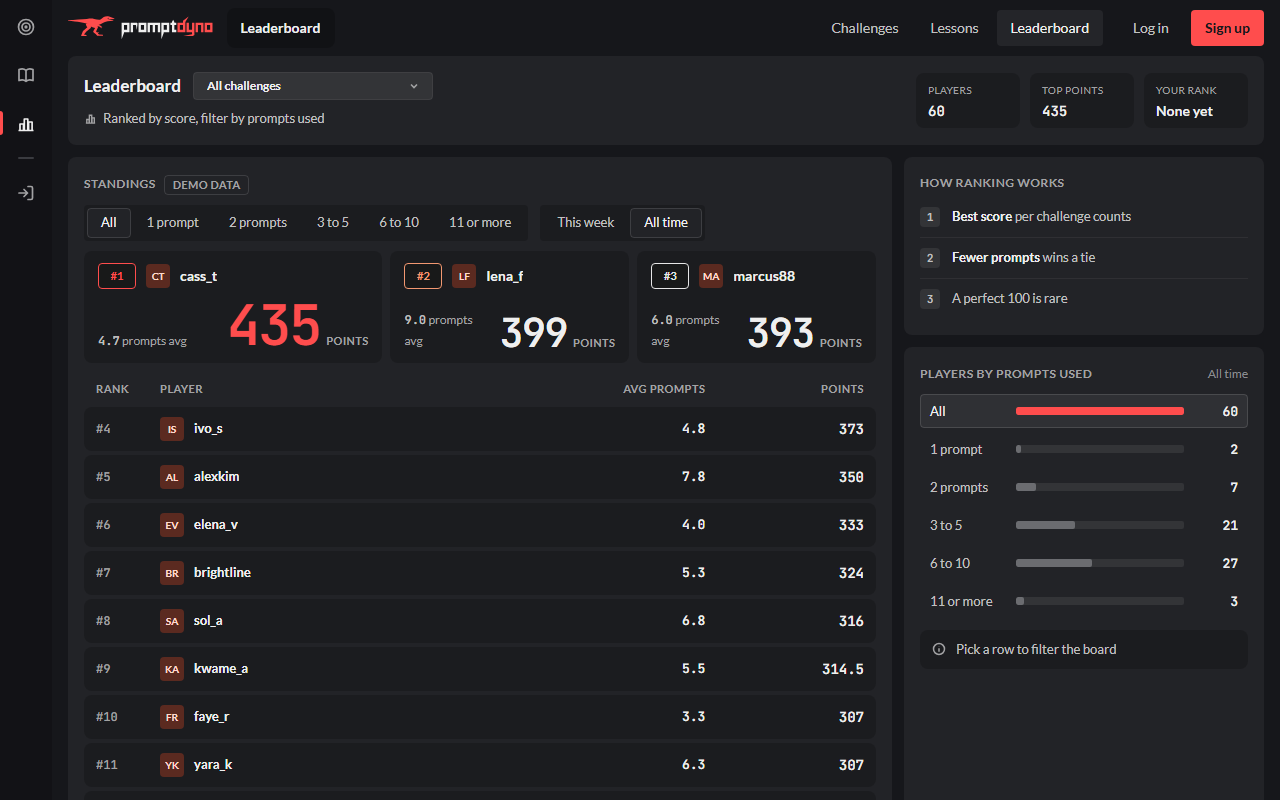 promptdyno
Leaderboard
Challenges
Lessons
Leaderboard
Log in
Sign up
Leaderboard
All challenges
Ranked by score, filter by prompts used
PLAYERS
60
TOP POINTS
435
YOUR RANK
None yet
STANDINGS
DEMO DATA
All
1 prompt
2 prompts
3 to 5
6 to 10
11 or more
This week
All time
#1 CT cass_t
4.7 prompts avg
435 POINTS
#2 LF lena_f
9.0 prompts
avg
399 POINTS
#3 MA marcus88
6.0 prompts
avg
393 POINTS
RANK PLAYER AVG PROMPTS POINTS
#4 IS ivo_s 4.8 373
#5 AL alexkim 7.8 350
#6 EV elena_v 4.0 333
#7 BR brightline 5.3 324
#8 SA sol_a 6.8 316
#9 KA kwame_a 5.5 314.5
#10 FR faye_r 3.3 307
#11 YK yara_k 6.3 307
HOW RANKING WORKS
1 Best score per challenge counts
2 Fewer prompts wins a tie
3 A perfect 100 is rare
PLAYERS BY PROMPTS USED All time
All 60
1 prompt 2
2 prompts 7
3 to 5 21
6 to 10 27
11 or more 3
Pick a row to filter the board